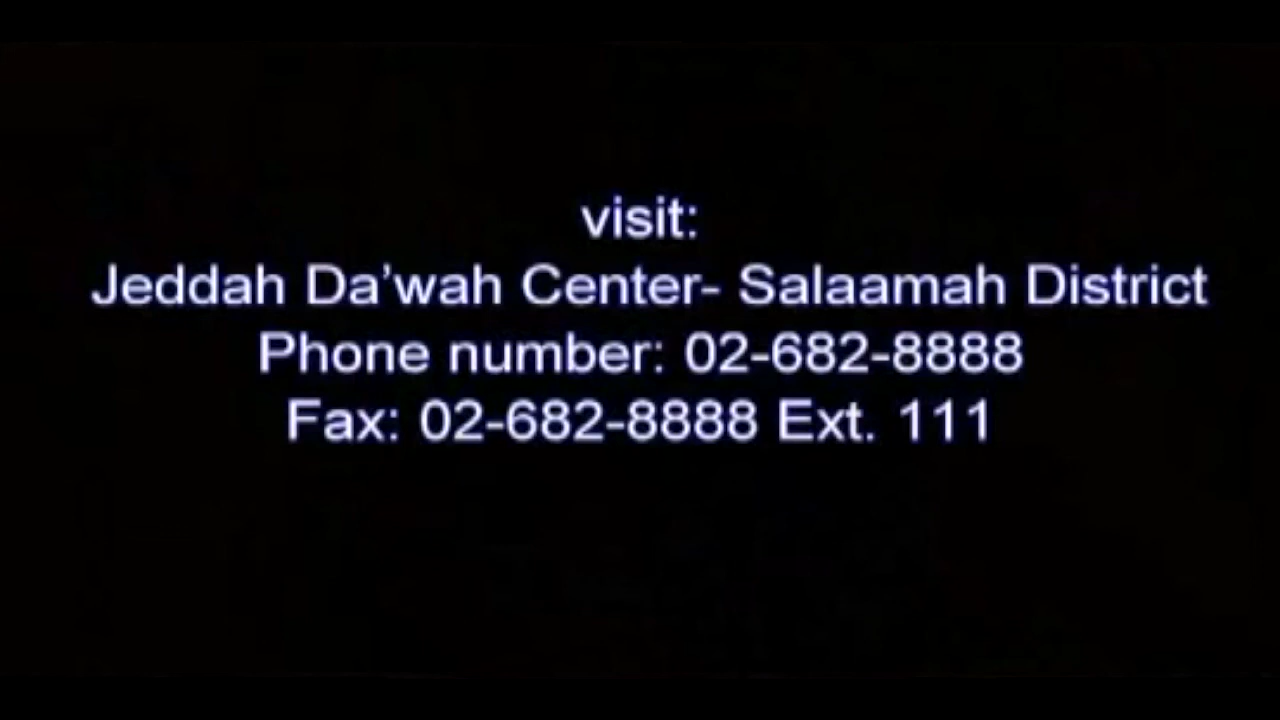 visit:
Jeddah Da’wah Center- Salaamah District
Phone number: 02-682-8888
Fax: 02-682-8888 Ext. 111